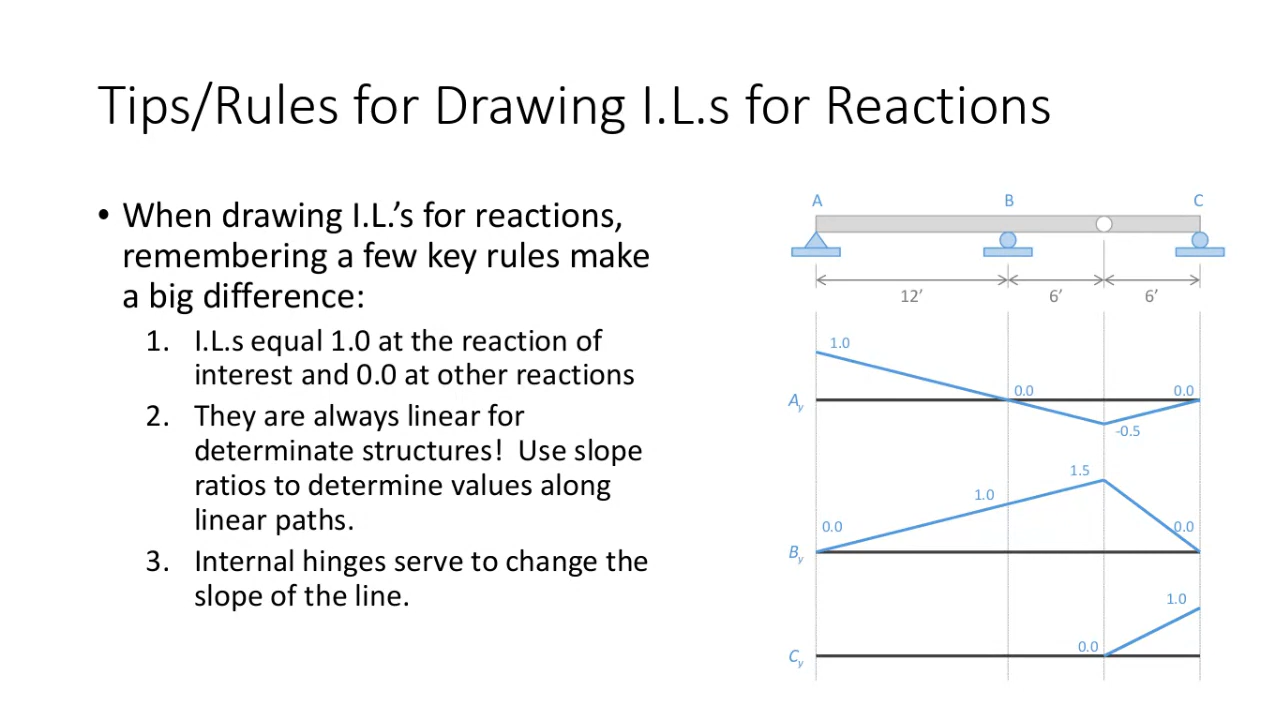 Tips/Rules for Drawing I.L.s for Reactions
• When drawing I.L.’s for reactions,
remembering a few key rules make
a big difference:
1. I.L.s equal 1.0 at the reaction of
interest and 0.0 at other reactions
2. They are always linear for
determinate structures! Use slope
ratios to determine values along
linear paths.
3. Internal hinges serve to change the
slope of the line.
A B C
12’ 6’ 6’
1.0
0.0 0.0
Ay
-0.5
1.5
1.0
0.0 0.0
By
1.0
0.0
Cy